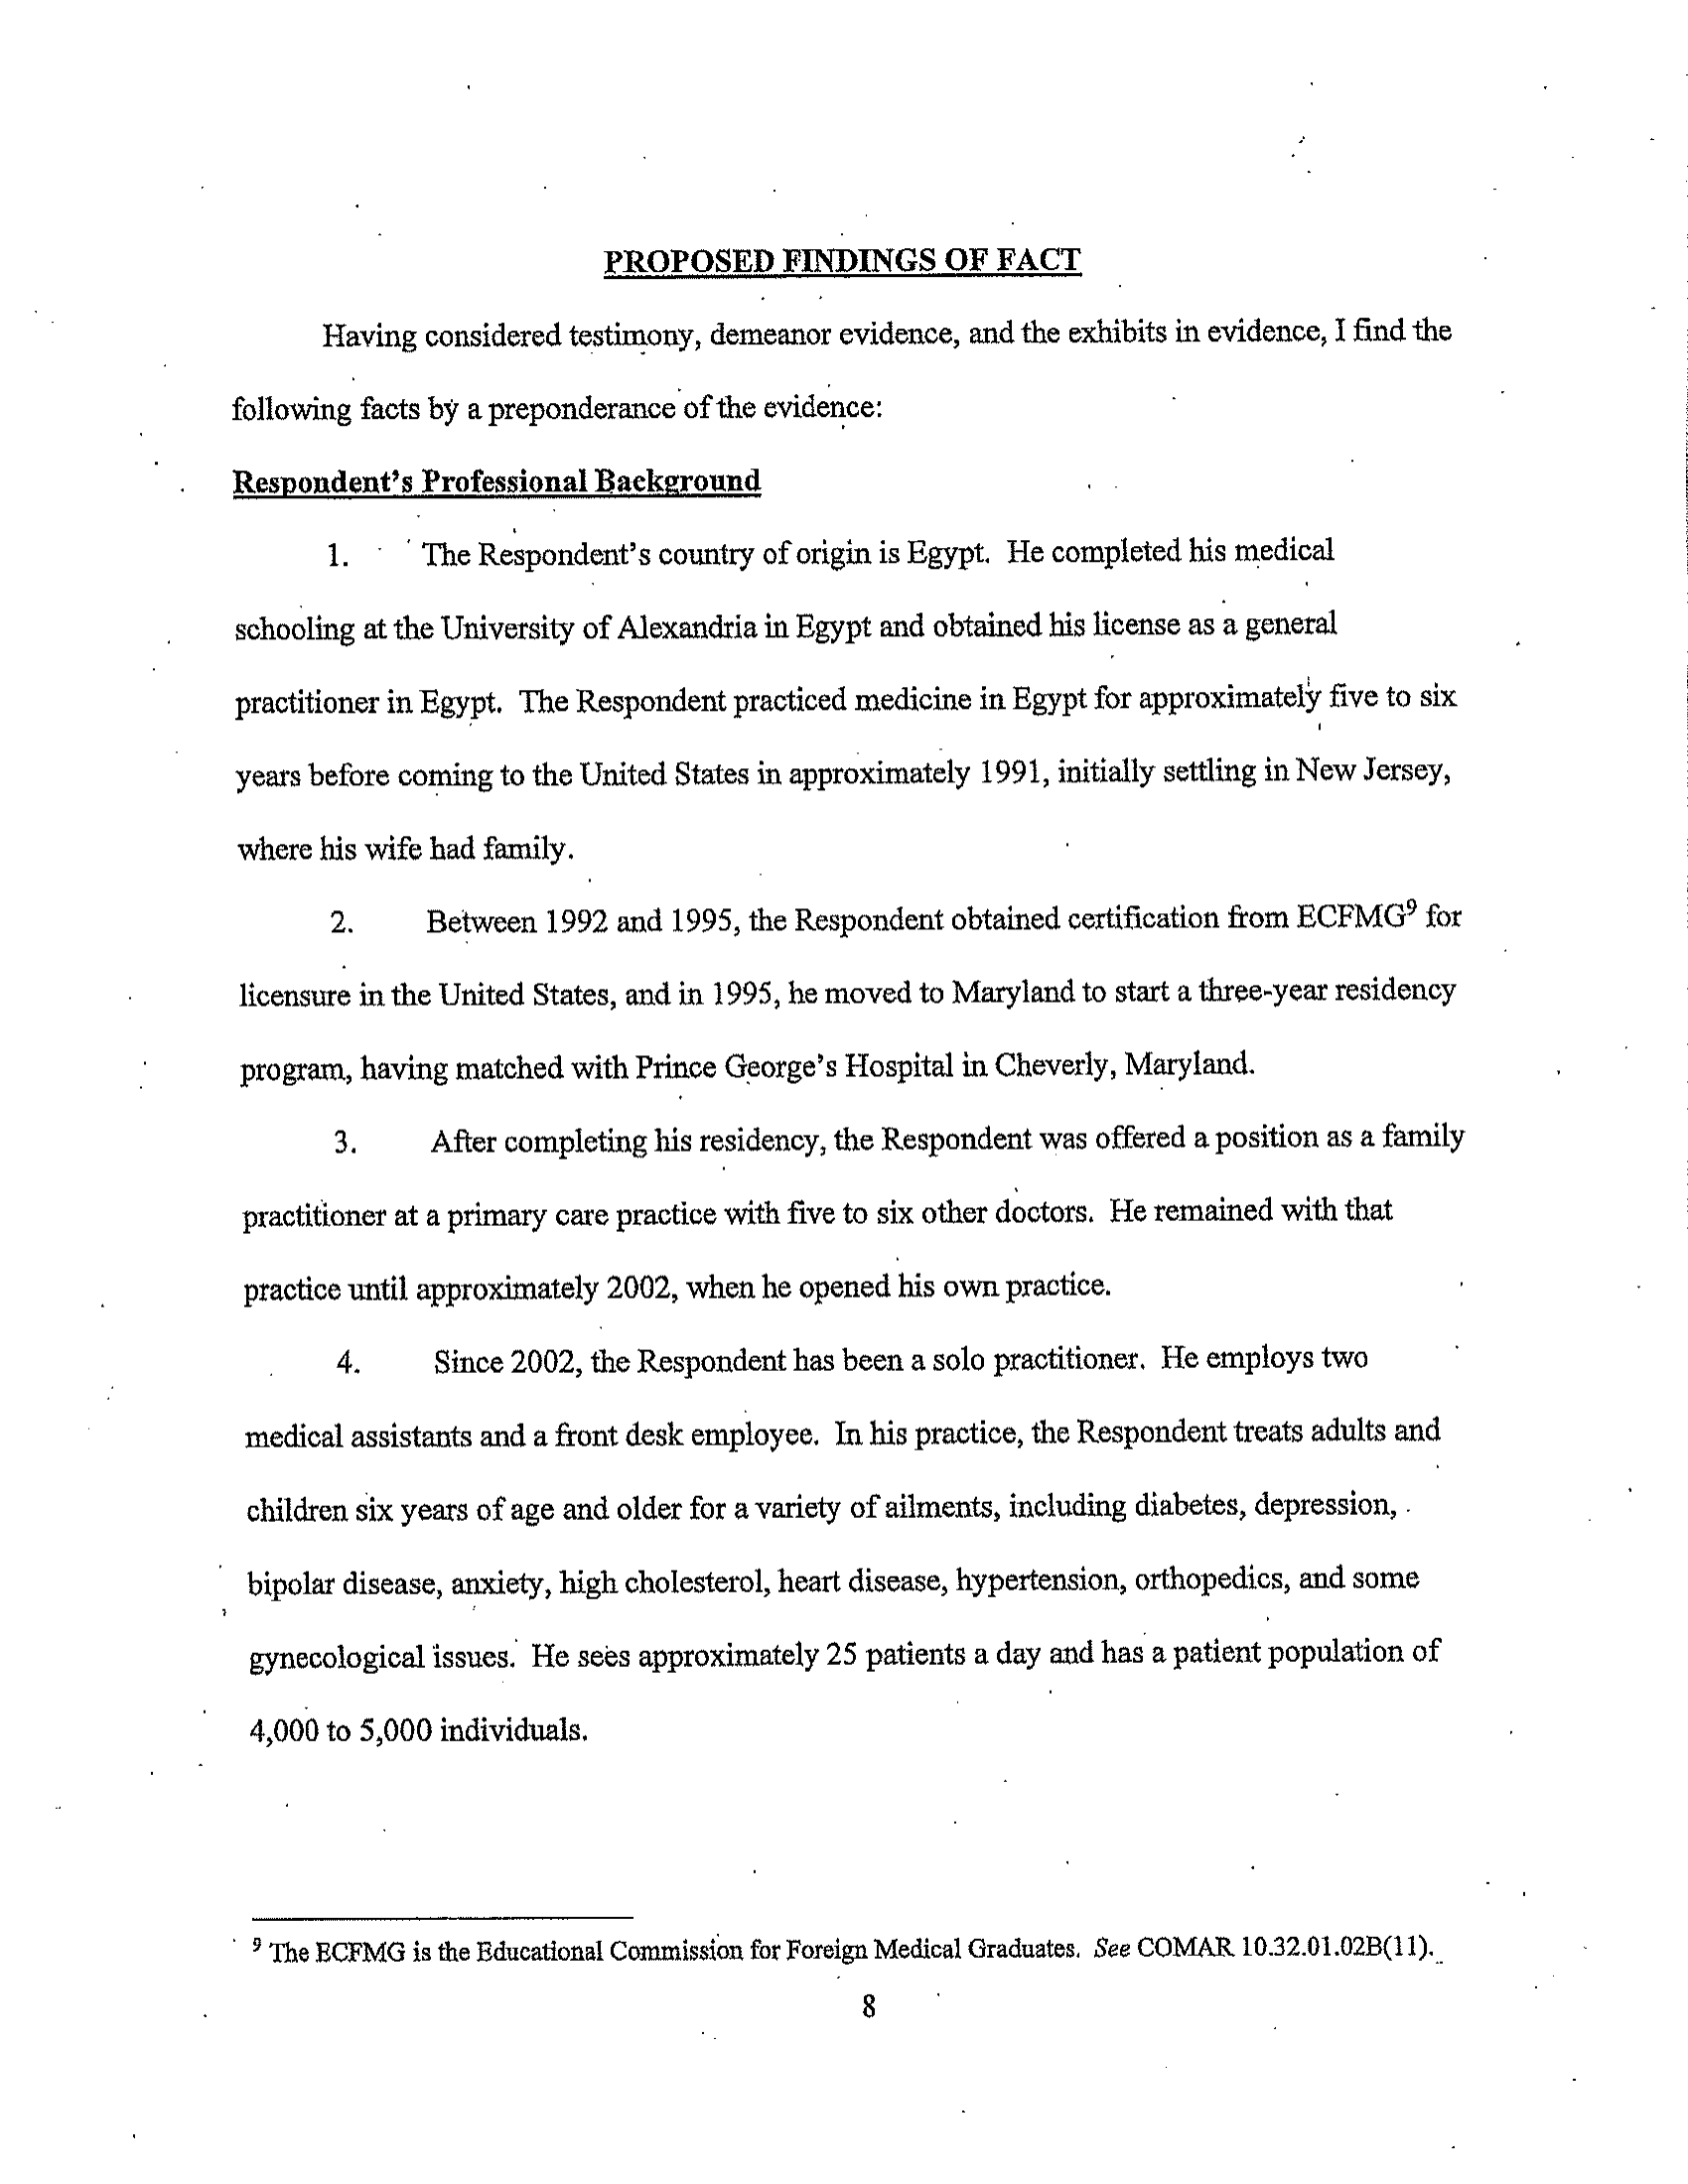 PROPOSED FINDINGS OF FACT
Having considered testimony, demeanor evidence, and the exhibits in evidence, I find the
following facts by a preponderance of the evidence:
Respondent's Professional Background
1. The Respondent's country of origin is Egypt. He completed his medical
schooling at the University of Alexandria in Egypt and obtained his license as a general
practitioner in Egypt. The Respondent practiced medicine in Egypt for approximately five to six
years before coming to the United States in approximately 1991, initially settling in New Jersey,
where his wife had family.
2. Between 1992 and 1995, the Respondent obtained certification from ECFMG⁹ for
licensure in the United States, and in 1995, he moved to Maryland to start a three-year residency
program, having matched with Prince George's Hospital in Cheverly, Maryland.
3. After completing his residency, the Respondent was offered a position as a family
practitioner at a primary care practice with five to six other doctors. He remained with that
practice until approximately 2002, when he opened his own practice.
4. Since 2002, the Respondent has been a solo practitioner. He employs two
medical assistants and a front desk employee. In his practice, the Respondent treats adults and
children six years of age and older for a variety of ailments, including diabetes, depression,
bipolar disease, anxiety, high cholesterol, heart disease, hypertension, orthopedics, and some
gynecological issues. He sees approximately 25 patients a day and has a patient population of
4,000 to 5,000 individuals.
⁹ The ECFMG is the Educational Commission for Foreign Medical Graduates. See COMAR 10.32.01.02B(11).
8